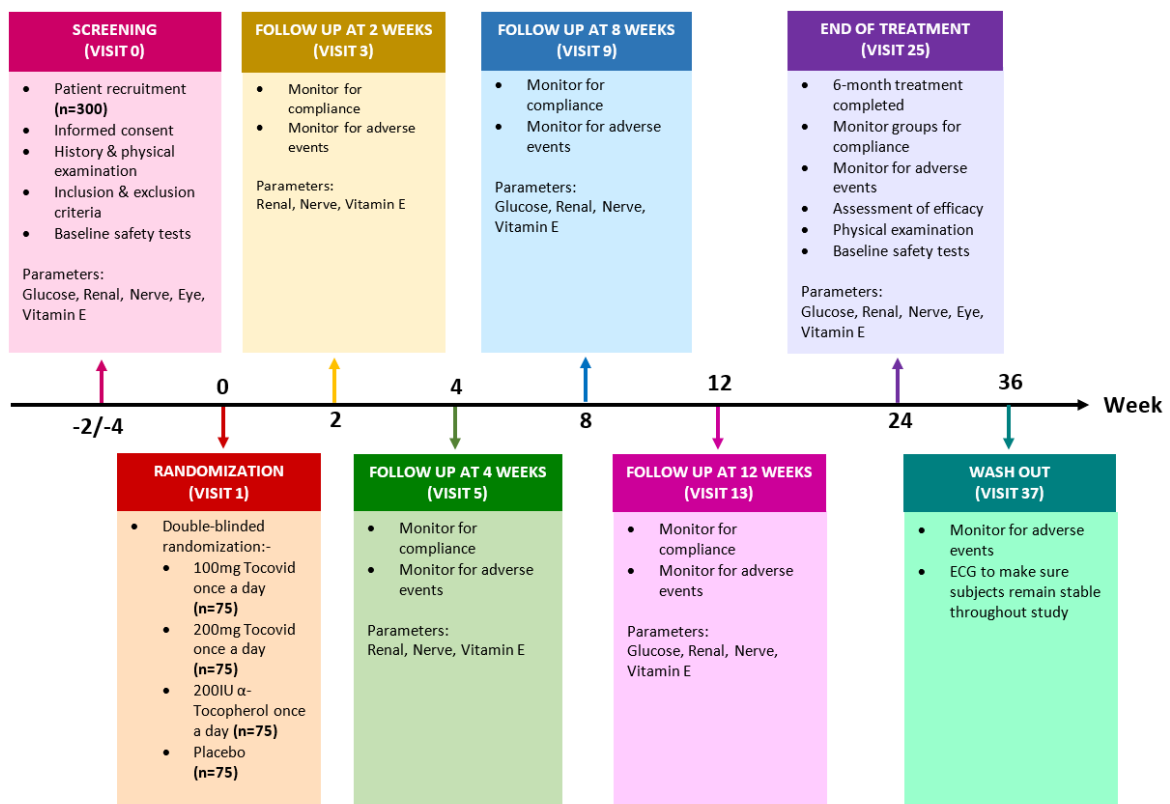 SCREENING
(VISIT 0)
• Patient recruitment
(n=300)
• Informed consent
• History & physical
examination
• Inclusion & exclusion
criteria
• Baseline safety tests
Parameters:
Glucose, Renal, Nerve, Eye,
Vitamin E
FOLLOW UP AT 2 WEEKS
(VISIT 3)
• Monitor for
compliance
• Monitor for adverse
events
Parameters:
Renal, Nerve, Vitamin E
FOLLOW UP AT 8 WEEKS
(VISIT 9)
• Monitor for
compliance
• Monitor for adverse
events
Parameters:
Glucose, Renal, Nerve,
Vitamin E
END OF TREATMENT
(VISIT 25)
• 6-month treatment
completed
• Monitor groups for
compliance
• Monitor for adverse
events
• Assessment of efficacy
• Physical examination
• Baseline safety tests
Parameters:
Glucose, Renal, Nerve, Eye,
Vitamin E
0
4
12
36
Week
-2/-4
2
8
24
RANDOMIZATION
(VISIT 1)
• Double-blinded
randomization:-
• 100mg Tocovid
once a day
(n=75)
• 200mg Tocovid
once a day
(n=75)
• 200IU α-
Tocopherol once
a day (n=75)
• Placebo
(n=75)
FOLLOW UP AT 4 WEEKS
(VISIT 5)
• Monitor for
compliance
• Monitor for adverse
events
Parameters:
Renal, Nerve, Vitamin E
FOLLOW UP AT 12 WEEKS
(VISIT 13)
• Monitor for
compliance
• Monitor for adverse
events
Parameters:
Glucose, Renal, Nerve,
Vitamin E
WASH OUT
(VISIT 37)
• Monitor for adverse
events
• ECG to make sure
subjects remain stable
throughout study